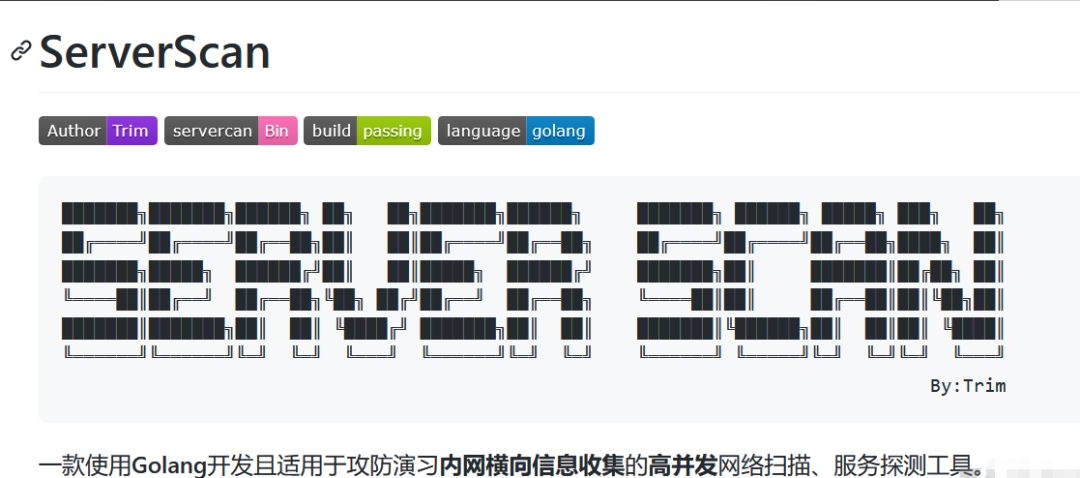 ServerScan
Author Trim servercan Bin build passing language golang
SERVER SCAN
By:Trim
一款使用Golang开发且适用于攻防演习内网横向信息收集的高并发网络扫描、服务探测工具。